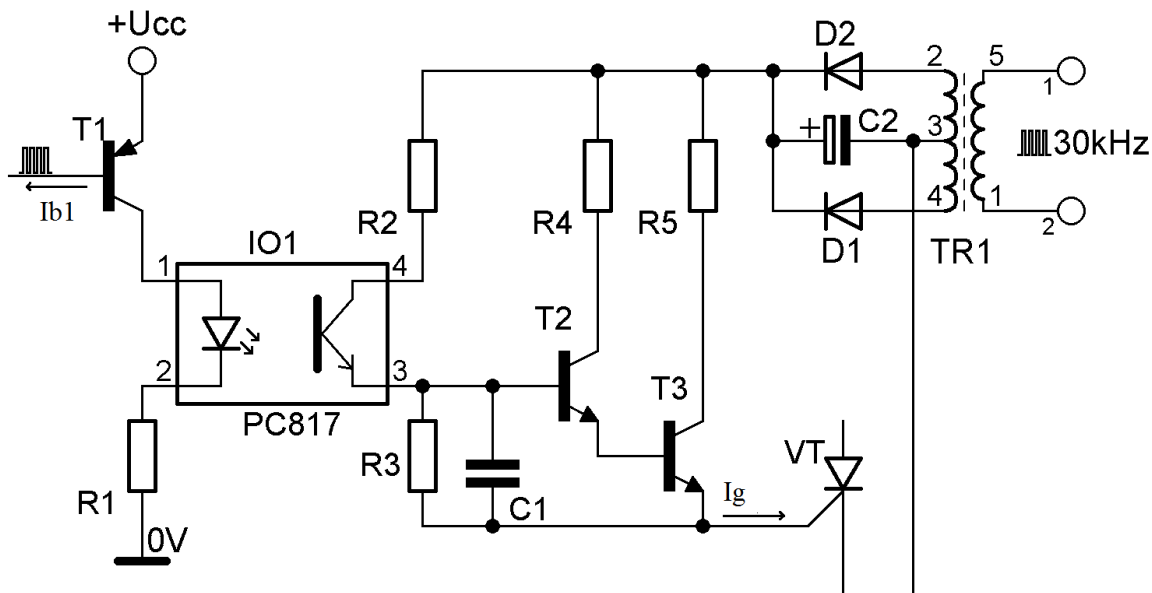 +Ucc
D2
2
5
1
T1
+
C2
3
30kHz
Ib1
R2
R4
R5
4
1
2
D1
TR1
IO1
1
4
T2
2
3
T3
PC817
VT
R3
R1
C1
Ig
0V